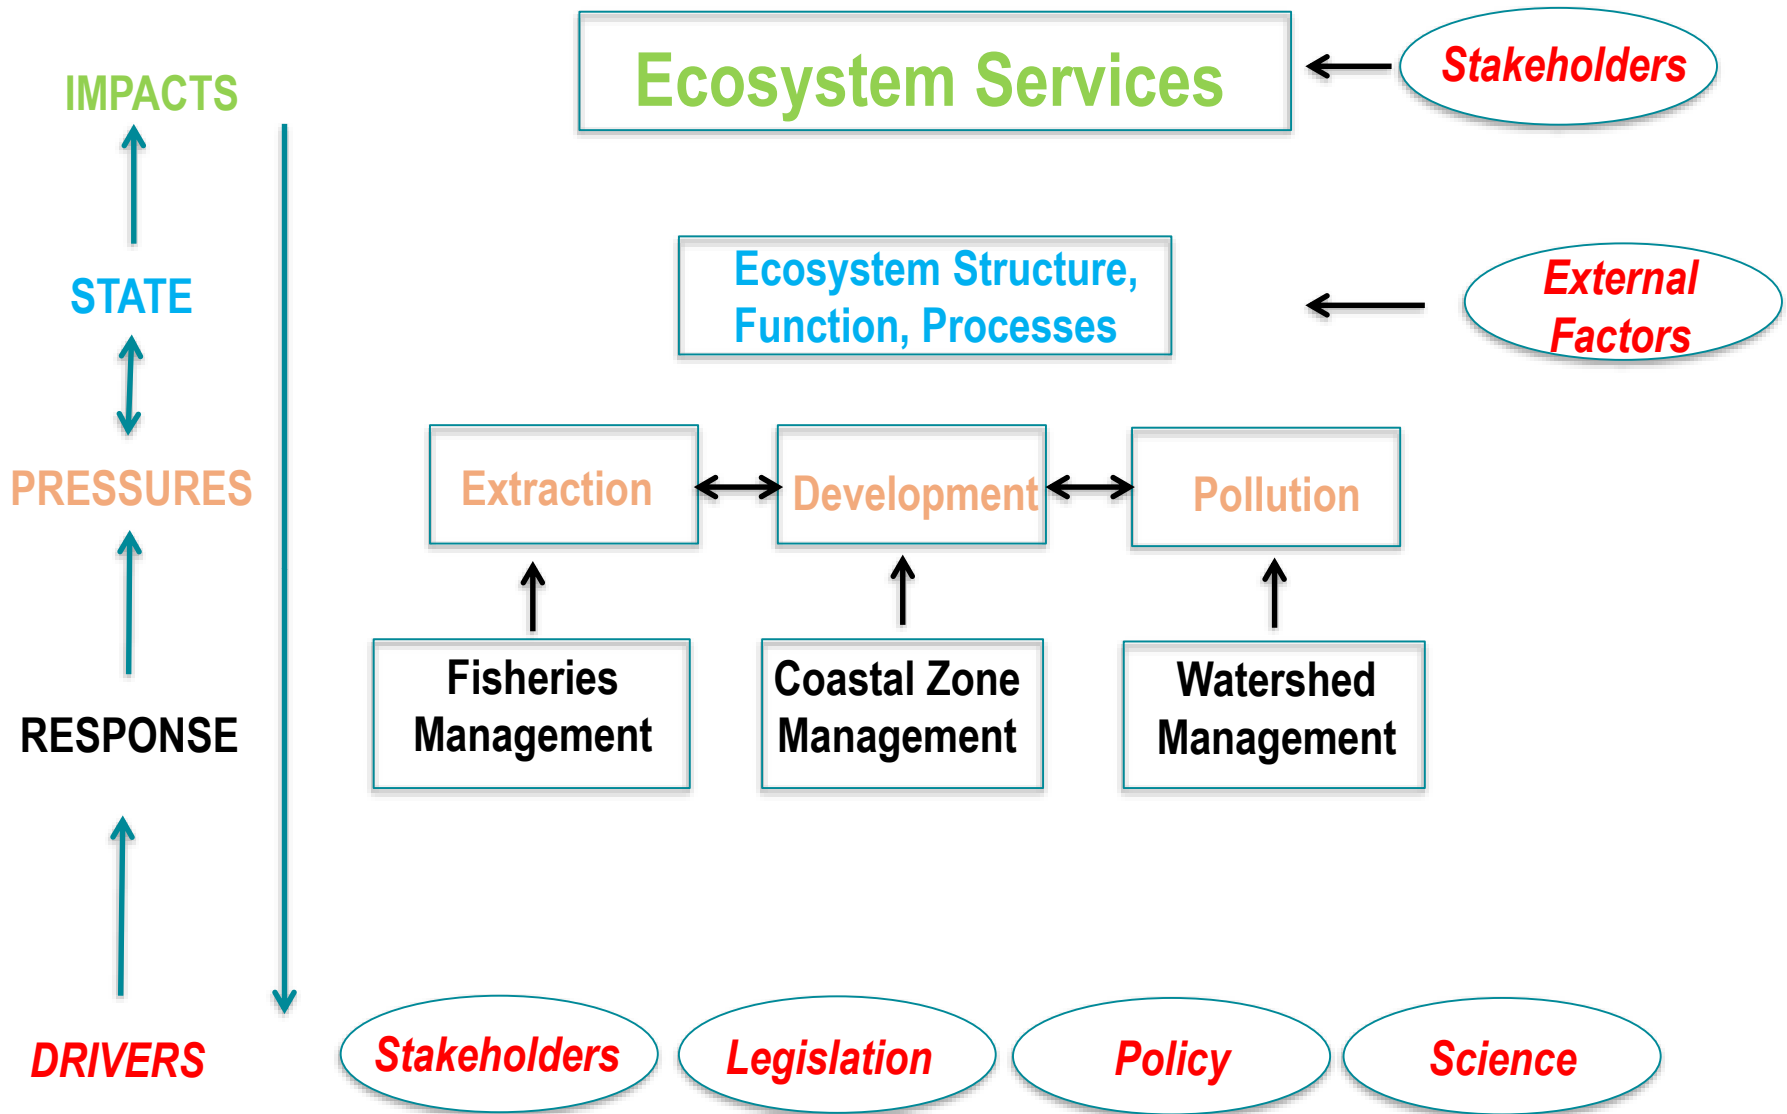 IMPACTS
Ecosystem Services
Stakeholders
STATE
Ecosystem Structure,
Function, Processes
External
Factors
PRESSURES
Extraction
Development
Pollution
RESPONSE
Fisheries
Management
Coastal Zone
Management
Watershed
Management
DRIVERS
Stakeholders
Legislation
Policy
Science